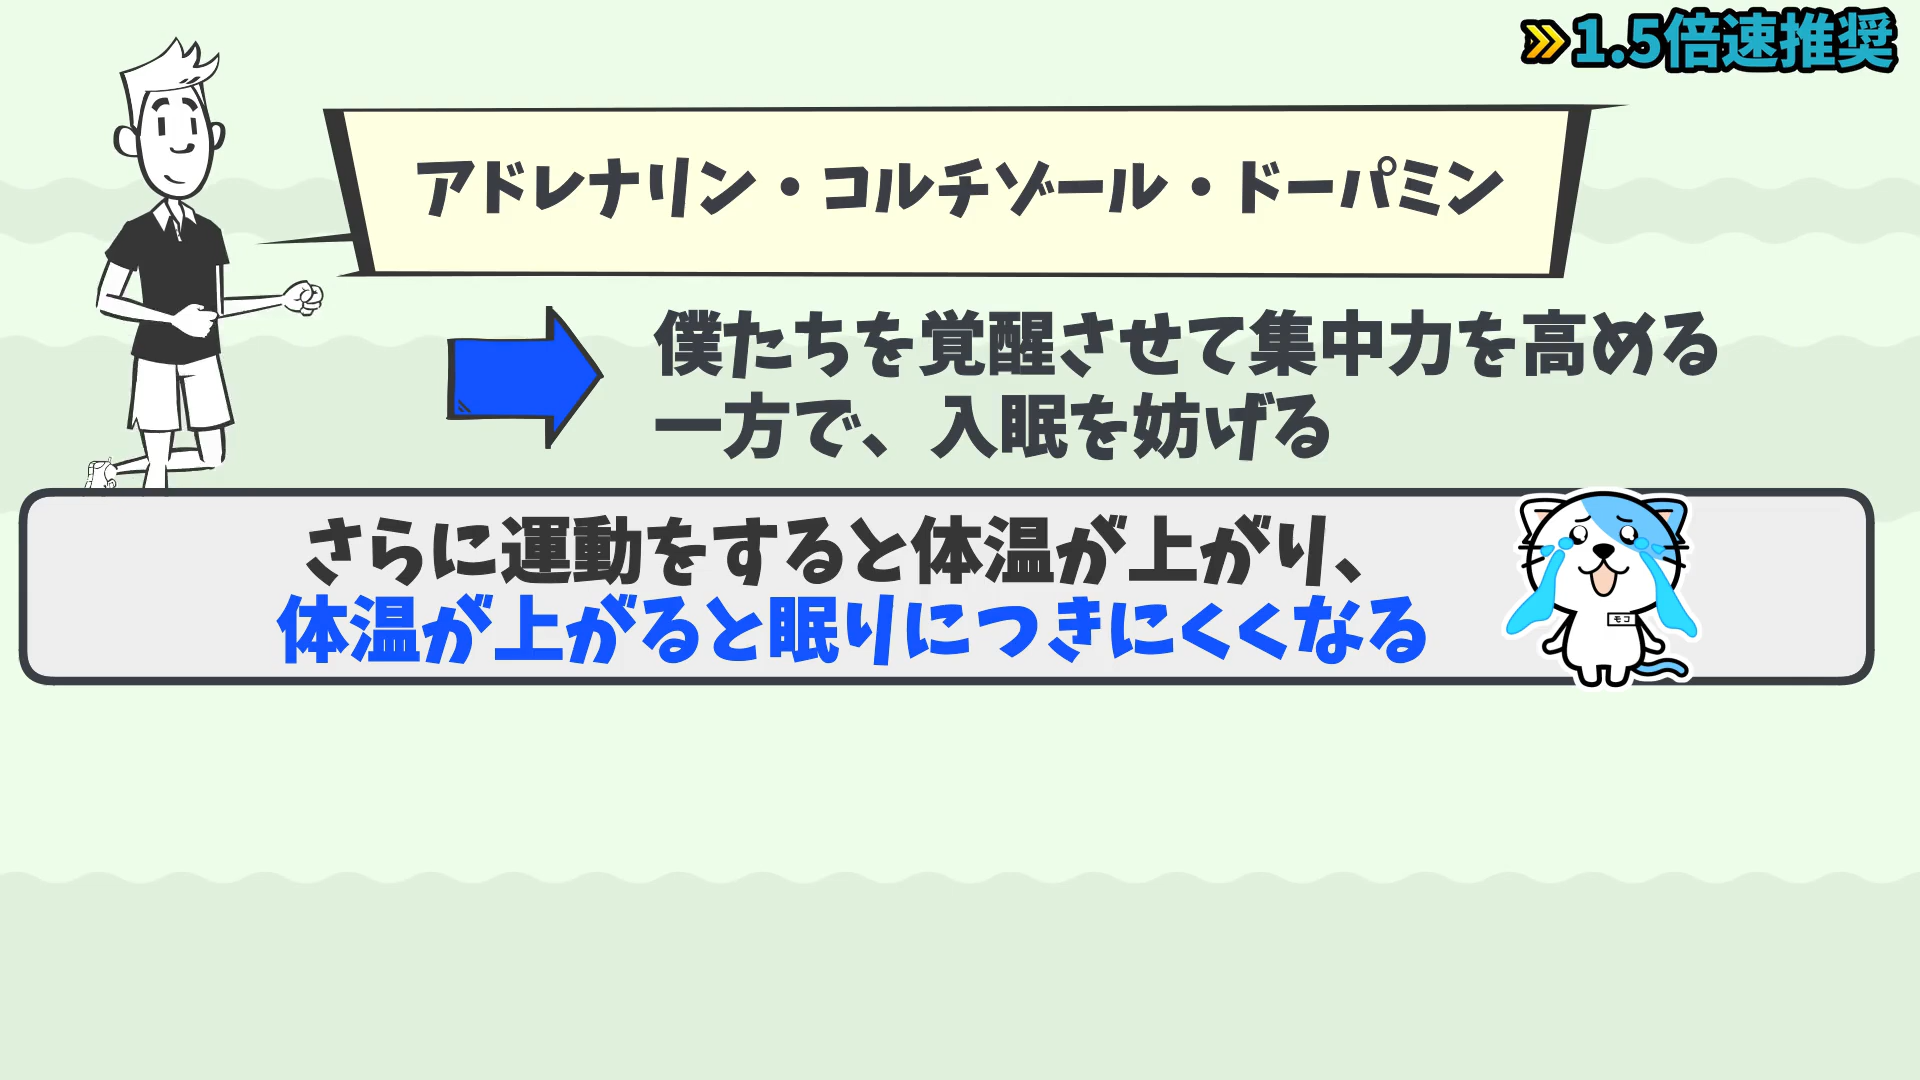 1.5倍速推奨
アドレナリン・コルチゾール・ドーパミン
僕たちを覚醒させて集中力を高める
一方で、入眠を妨げる
さらに運動をすると体温が上がり、
体温が上がると眠りにつきにくくなる
モコ